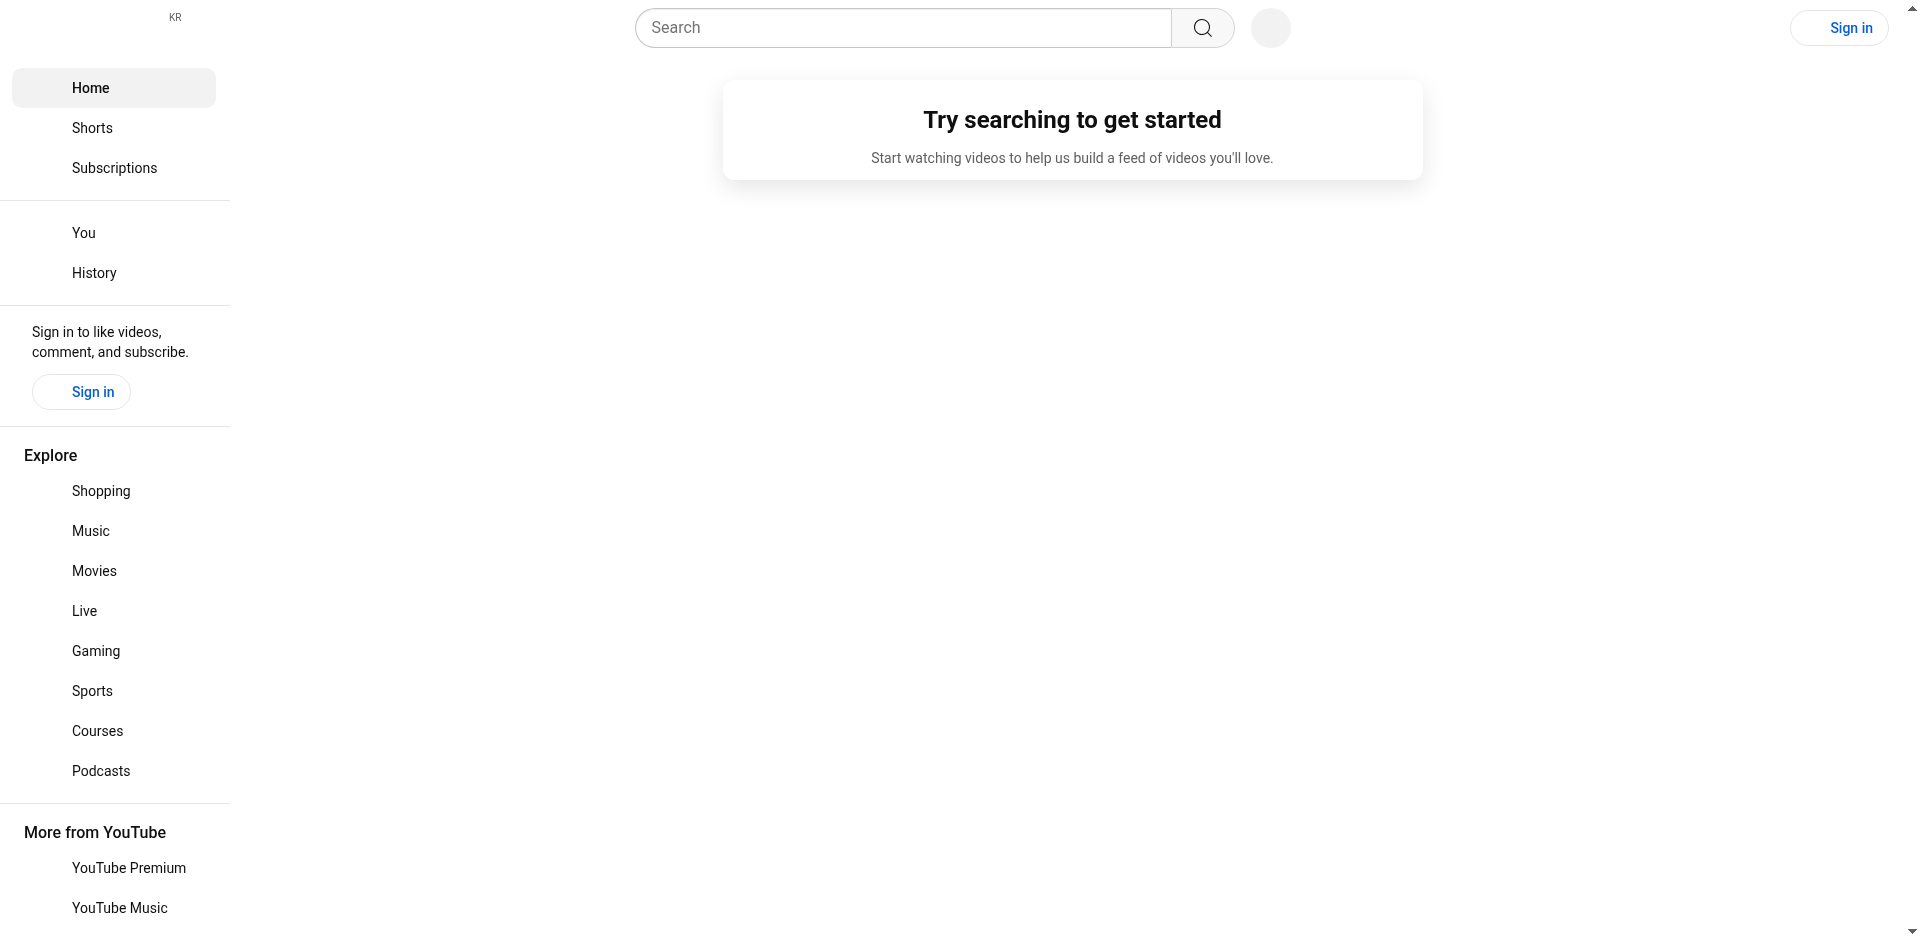 KR
Search
Sign in
Home
Shorts
Subscriptions
You
History
Sign in to like videos,
comment, and subscribe.
Sign in
Explore
Shopping
Music
Movies
Live
Gaming
Sports
Courses
Podcasts
More from YouTube
YouTube Premium
YouTube Music
Try searching to get started
Start watching videos to help us build a feed of videos you'll love.